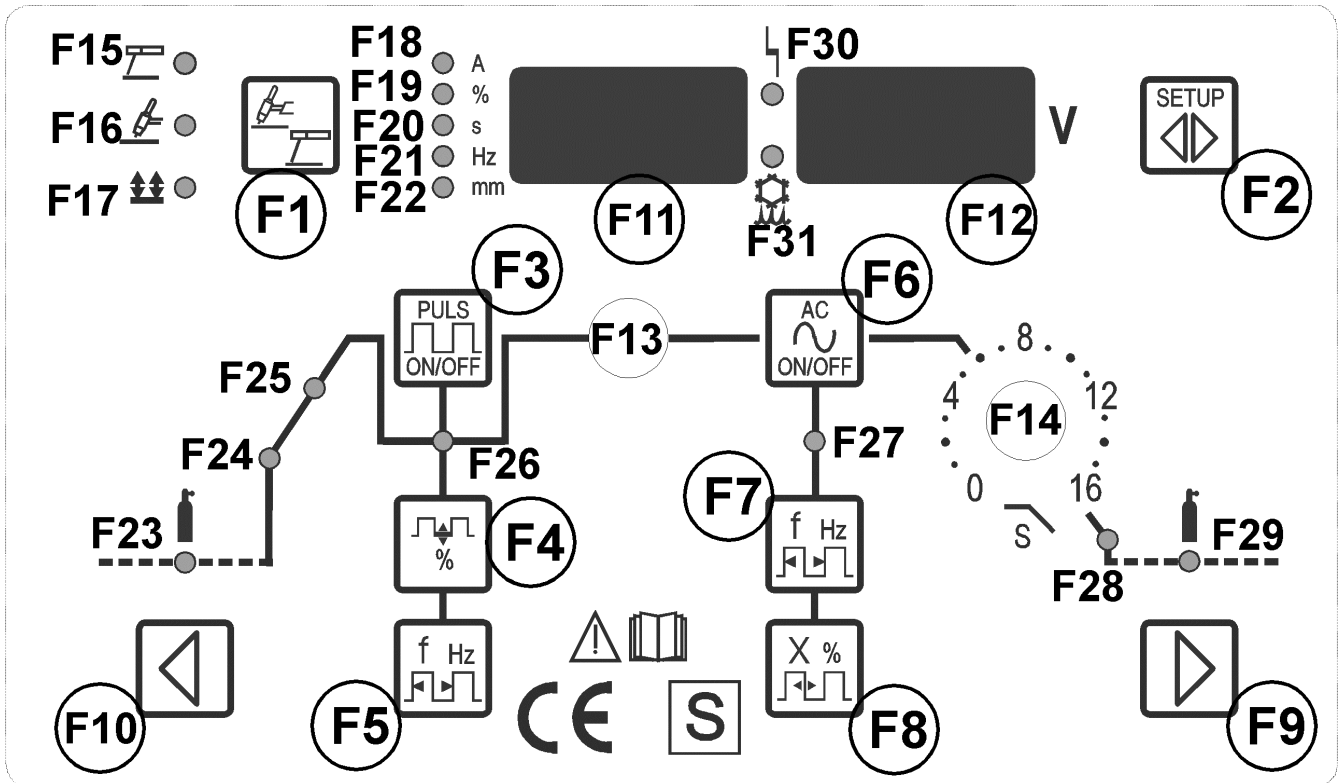 F15
F16
F17
F1
F18 A
F19 %
F20 s
F21 Hz
F22 mm
F11
F30
F31
F12
V
SETUP
F2
F3
PULS
ON/OFF
F13
F6
AC
ON/OFF
F25
F24
F23
F26
F27
8
4
12
F14
0
16
S
F28
F29
F4
%
F7
f Hz
F10
F5
f Hz
CE
S
X %
F8
F9